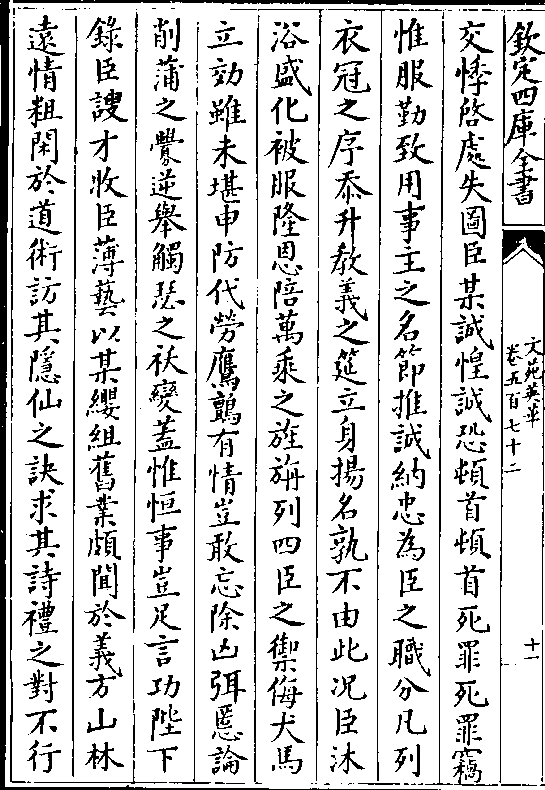 欽定四庫全書
文苑英華
卷五百七十二
十一
交悸啓處失圖臣某誠惶誠恐頓首頓首死罪死罪竊
惟服勤致用事主之名節推誠納忠為臣之職分凡列
衣冠之序忝升教義之筵立身揚名孰不由此况臣沐
浴盛化被服隆恩陪萬乘之旌旃列四臣之禦侮犬馬
立効雖未堪申防代勞鷹鸇有情豈敢忘除凶弭慝論
削蒲之釁逆舉觸瑟之袄變蓋惟恒事豈足言功陛下
錄臣謏才收臣薄藝以某纓組舊業頗聞於義方山林
遠情粗閑於道術訪其隱仙之訣求其詩禮之對不行